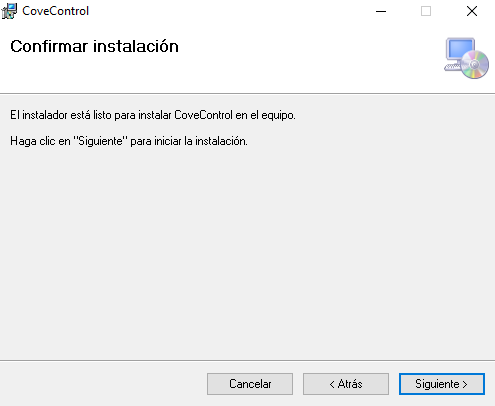 CoveControl
Confirmar instalación
El instalador está listo para instalar CoveControl en el equipo.
Haga clic en "Siguiente" para iniciar la instalación.
Cancelar
< Atrás
Siguiente >